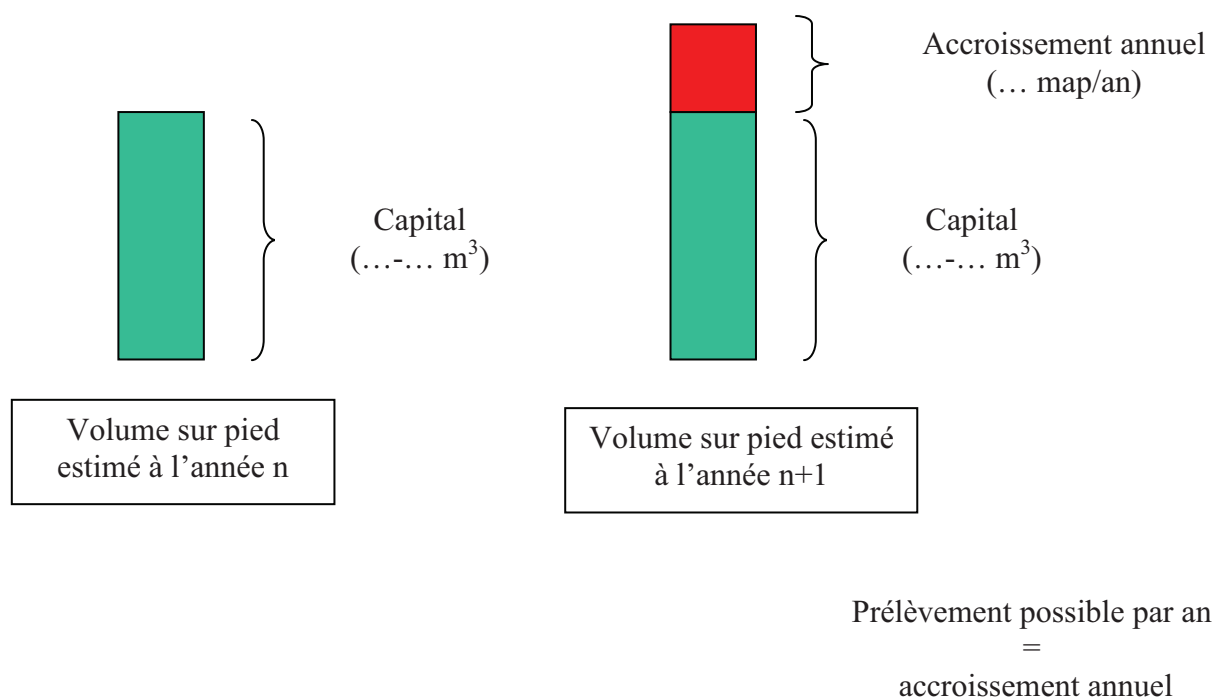 Accroissement annuel
(… map/an)
Capital
(…-… m³)
Capital
(…-… m³)
Volume sur pied
estimé à l’année n
Volume sur pied estimé
à l’année n+1
Prélèvement possible par an
=
accroissement annuel